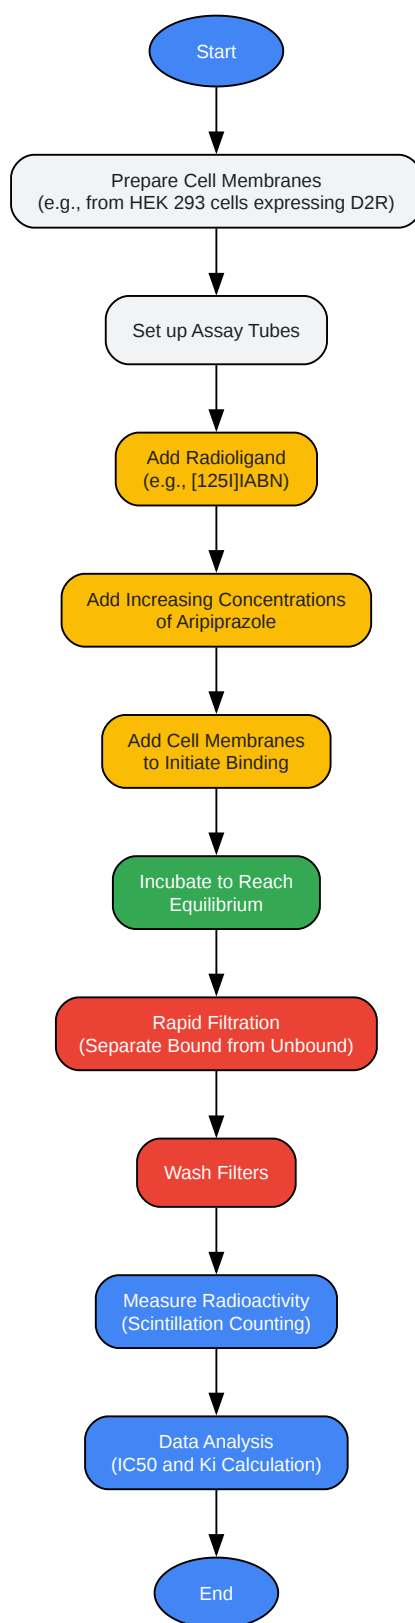 Start
Prepare Cell Membranes
(e.g., from HEK 293 cells expressing D2R)
Set up Assay Tubes
Add Radioligand
(e.g., [125I]IABN)
Add Increasing Concentrations
of Aripiprazole
Add Cell Membranes
to Initiate Binding
Incubate to Reach
Equilibrium
Rapid Filtration
(Separate Bound from Unbound)
Wash Filters
Measure Radioactivity
(Scintillation Counting)
Data Analysis
(IC50 and Ki Calculation)
End